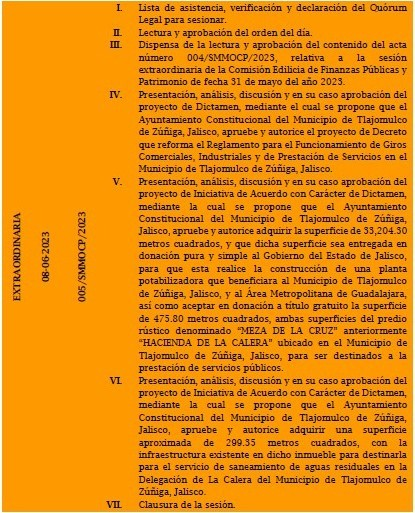 EXTRAORDINARIA
08-06-2023
005/SMMOCP/2023
I. Lista de asistencia, verificación y declaración del Quórum
Legal para sesionar.
II. Lectura y aprobación del orden del día.
III. Dispensa de la lectura y aprobación del contenido del acta
número 004/SMMOCP/2023, relativa a la sesión
extraordinaria de la Comisión Edilicia de Finanzas Públicas y
Patrimonio de fecha 31 de mayo del año 2023.
IV. Presentación, análisis, discusión y en su caso aprobación del
proyecto de Dictamen, mediante el cual se propone que el
Ayuntamiento Constitucional del Municipio de Tlajomulco de
Zúñiga, Jalisco, apruebe y autorice el proyecto de Decreto
que reforma el Reglamento para el Funcionamiento de Giros
Comerciales, Industriales y de Prestación de Servicios en el
Municipio de Tlajomulco de Zúñiga, Jalisco.
V. Presentación, análisis, discusión y en su caso aprobación del
proyecto de Iniciativa de Acuerdo con Carácter de Dictamen,
mediante la cual se propone que el Ayuntamiento
Constitucional del Municipio de Tlajomulco de Zúñiga,
Jalisco, apruebe y autorice adquirir la superficie de 33,204.30
metros cuadrados, y que dicha superficie sea entregada en
donación pura y simple al Gobierno del Estado de Jalisco,
para que esta realice la construcción de una planta
potabilizadora que beneficiara al Municipio de Tlajomulco de
Zúñiga, Jalisco, y al Área Metropolitana de Guadalajara,
así como aceptar en donación a título gratuito la superficie
de 475.80 metros cuadrados, ambas superficies del predio
rústico denominado “MEZA DE LA CRUZ” anteriormente
“HACIENDA DE LA CALERA” ubicado en el Municipio de
Tlajomulco de Zúñiga, Jalisco, para ser destinados a la
prestación de servicios públicos.
VI. Presentación, análisis, discusión y en su caso aprobación del
proyecto de Iniciativa de Acuerdo con Carácter de Dictamen,
mediante la cual se propone que el Ayuntamiento
Constitucional del Municipio de Tlajomulco de Zúñiga,
Jalisco, apruebe y autorice adquirir una superficie
aproximada de 299.35 metros cuadrados, con la
infraestructura existente en dicho inmueble para destinarla
para el servicio de saneamiento de aguas residuales en la
Delegación de La Calera del Municipio de Tlajomulco de
Zúñiga, Jalisco.
VII. Clausura de la sesión.